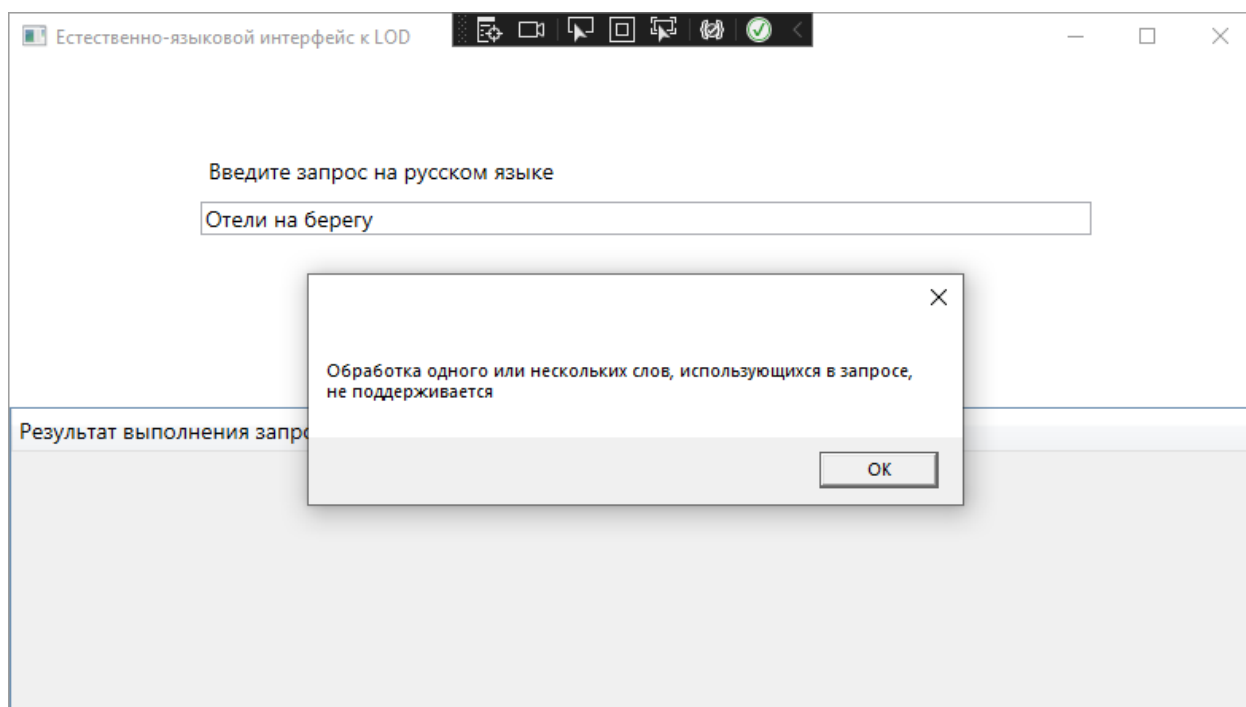 Естественно-языковой интерфейс к LOD
Введите запрос на русском языке
Отели на берегу
Обработка одного или нескольких слов, использующихся в запросе,
не поддерживается
Результат выполнения
OK